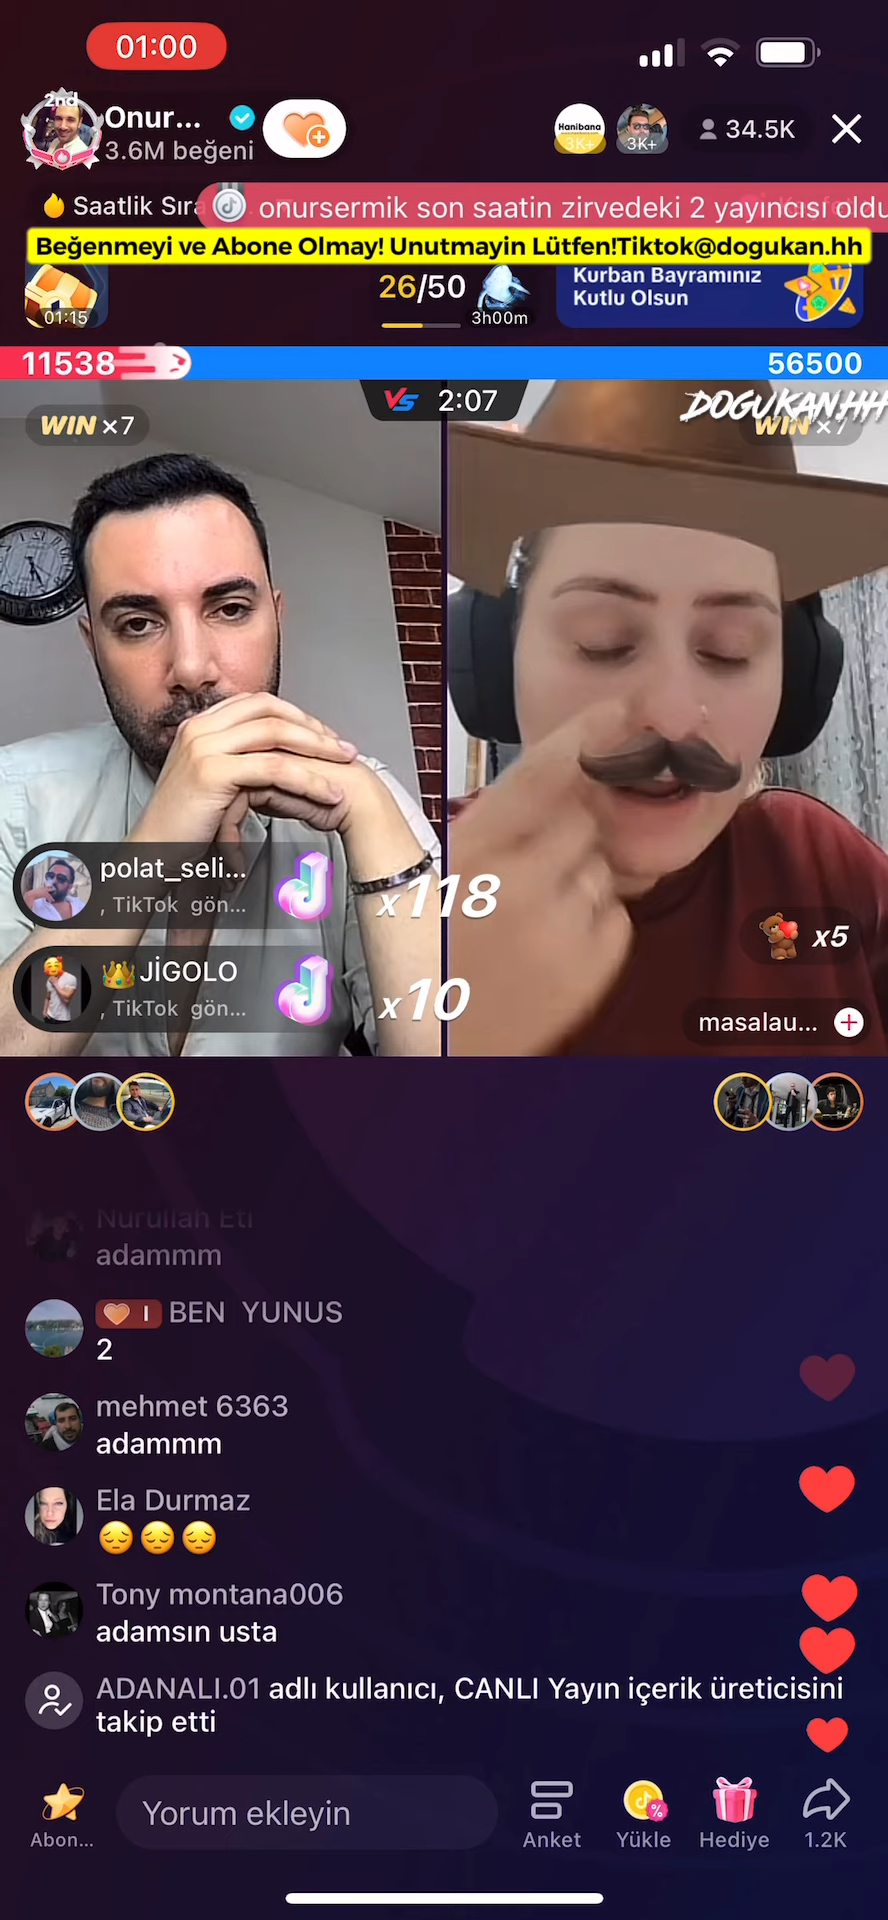 01:00
2nd
Onur...
3.6M beğeni
Hanibana
3K+
3K+
34.5K
Saatlik Sıra
onursermik son saatin zirvedeki 2 yayıncısı oldu
Beğenmeyi ve Abone Olmay! Unutmayin Lütfen!Tiktok@dogukan.hh
01:15
26/50
3h00m
Kurban Bayramınız
Kutlu Olsun
11538
56500
VS 2:07
DOGUKAN.HH
WIN x7
WIN x7
polat_seli...
, TikTok gön...
x118
JİGOLO
, TikTok gön...
x10
x5
masalau...
Nurullah Eti
adammm
I BEN YUNUS
2
mehmet 6363
adammm
Ela Durmaz
😔😔😔
Tony montana006
adamsın usta
ADANALI.01 adlı kullanıcı, CANLI Yayın içerik üreticisini
takip etti
Abon...
Yorum ekleyin
Anket
Yükle
Hediye
1.2K